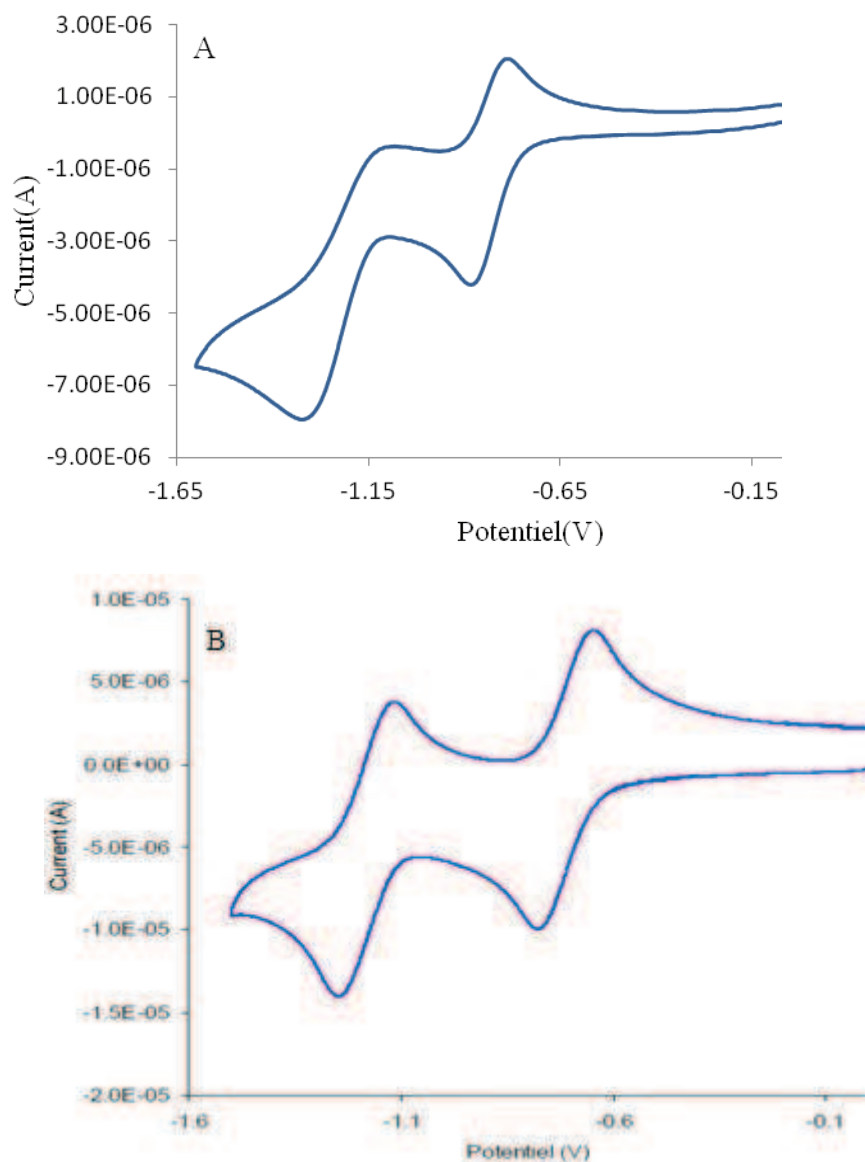 3.00E-06
A
1.00E-06
-1.00E-06
-3.00E-06
-5.00E-06
-7.00E-06
-9.00E-06
Current(A)
-1.65 -1.15 -0.65 -0.15
Potentiel(V)
1.0E-05
B
5.0E-06
0.0E+00
-5.0E-06
-1.0E-05
-1.5E-05
-2.0E-05
Current (A)
-1.6 -1.1 -0.6 -0.1
Potentiel (V)